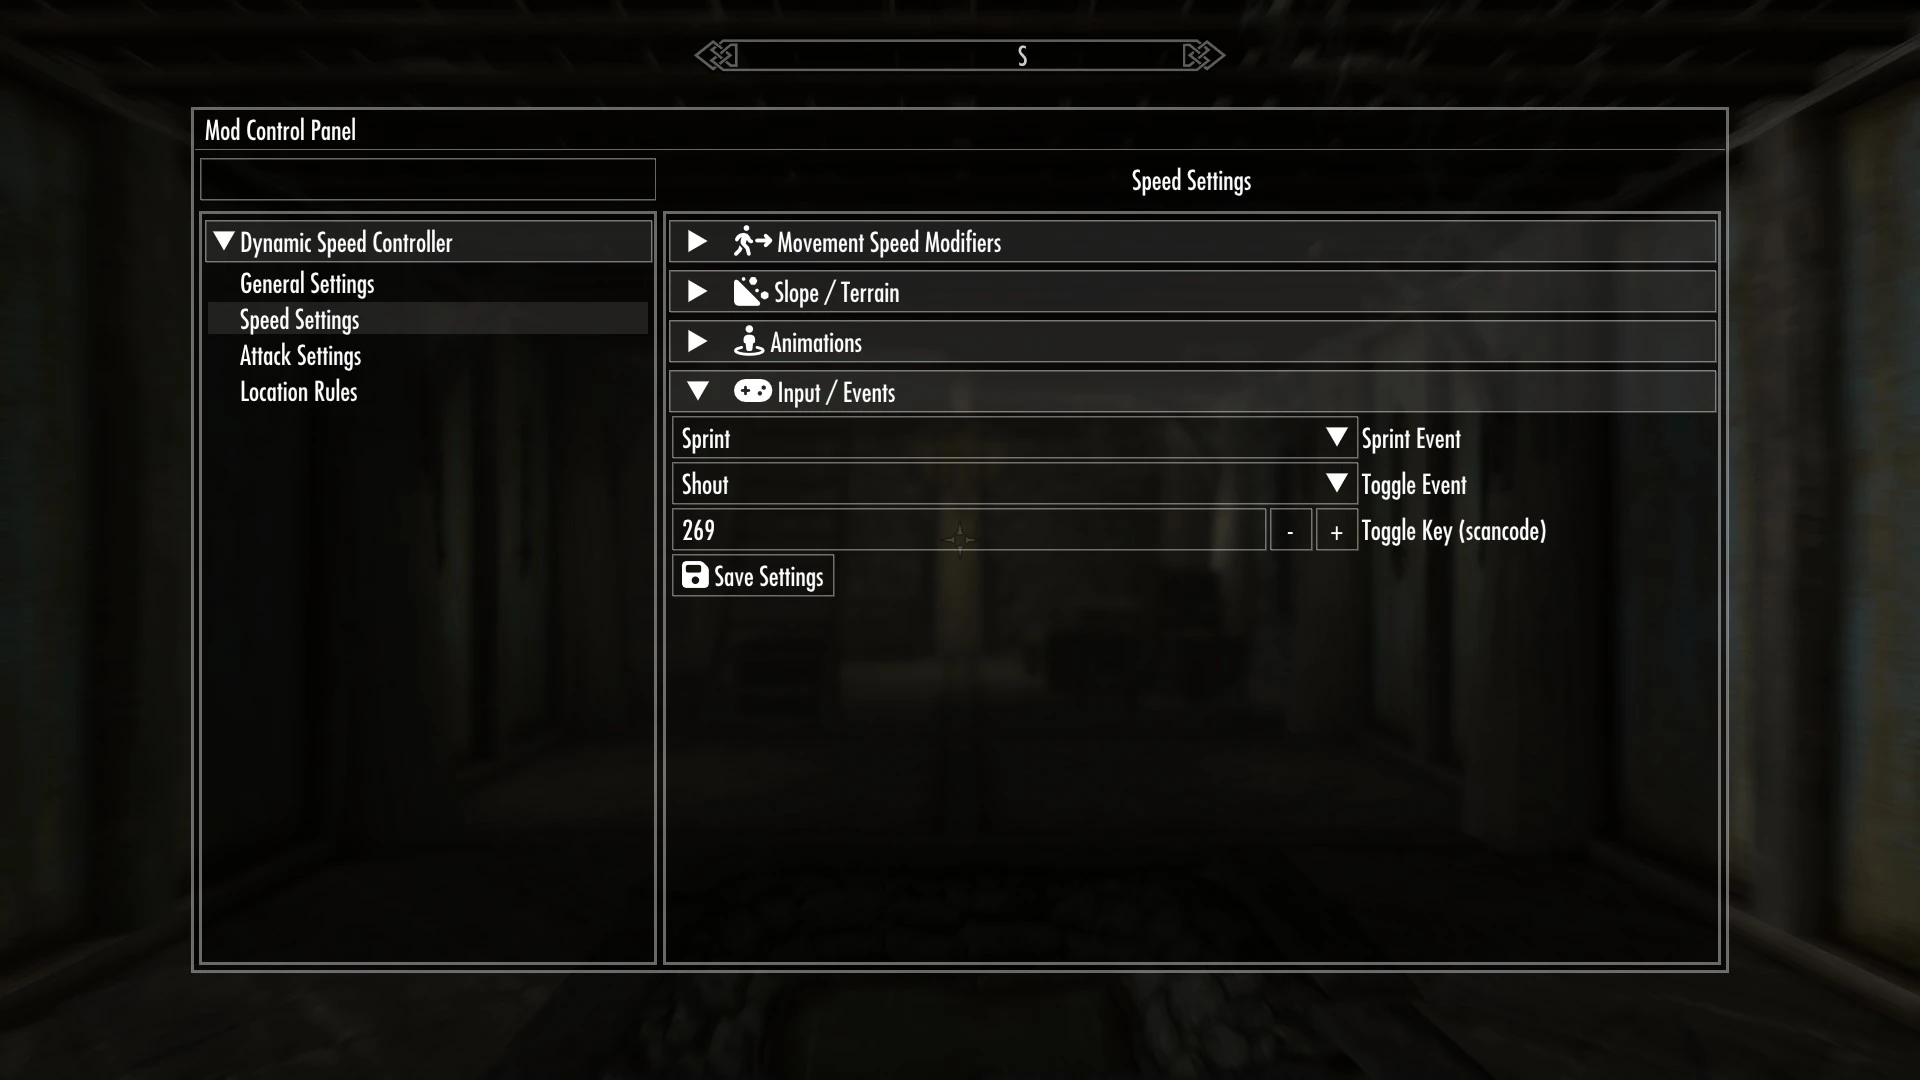 S
Mod Control Panel
Speed Settings
Dynamic Speed Controller
General Settings
Speed Settings
Attack Settings
Location Rules
Movement Speed Modifiers
Slope / Terrain
Animations
Input / Events
Sprint Sprint Event
Shout Toggle Event
269 - + Toggle Key (scancode)
Save Settings